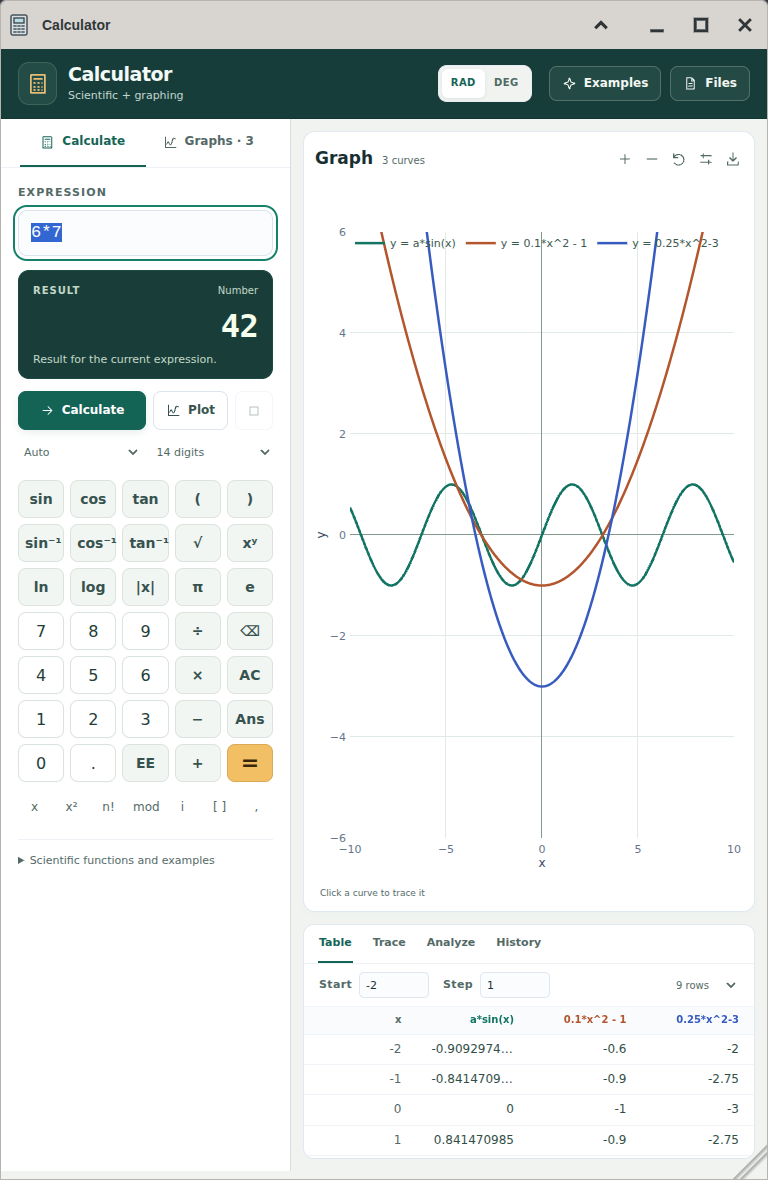 Calculator
Calculator
Scientific + graphing
RAD DEG
Examples
Files
Calculate
Graphs · 3
EXPRESSION
6*7
RESULT
Number
42
Result for the current expression.
Calculate
Plot
Auto
14 digits
sin cos tan ( )
sin⁻¹ cos⁻¹ tan⁻¹ √ xʸ
ln log |x| π e
7 8 9 ÷ ⌫
4 5 6 × AC
1 2 3 − Ans
0 . EE + =
x x² n! mod i [ ] ,
Scientific functions and examples
Graph
3 curves
y = a*sin(x)
y = 0.1*x^2 - 1
y = 0.25*x^2-3
6
4
2
0
−2
−4
−6
y
−10 −5 0 5 10
x
Click a curve to trace it
Table Trace Analyze History
Start -2 Step 1 9 rows
x a*sin(x) 0.1*x^2 - 1 0.25*x^2-3
-2 -0.9092974… -0.6 -2
-1 -0.8414709… -0.9 -2.75
0 0 -1 -3
1 0.841470985 -0.9 -2.75